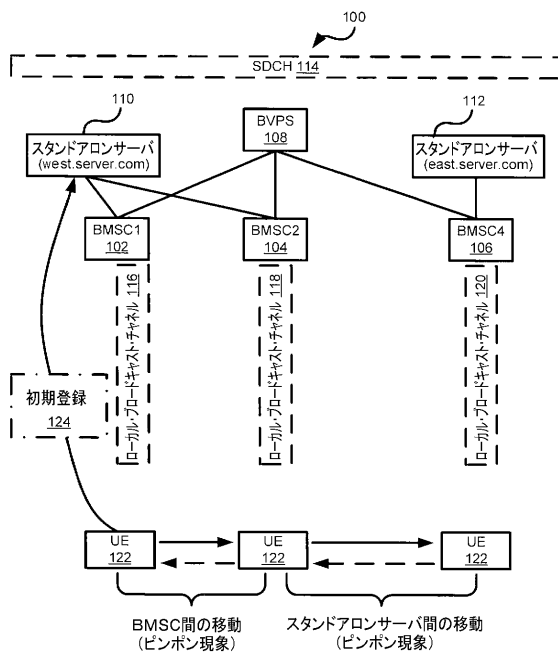 100
SDCH 114
110
112
BVPS
108
スタンドアロンサーバ
(west.server.com)
スタンドアロンサーバ
(east.server.com)
BMSC1
102
BMSC2
104
BMSC4
106
ローカル・ブロードキャスト・チャネル 116
ローカル・ブロードキャスト・チャネル 118
ローカル・ブロードキャスト・チャネル 120
初期登録
124
UE
122
UE
122
UE
122
BMSC間の移動
(ピンポン現象)
スタンドアロンサーバ間の移動
(ピンポン現象)